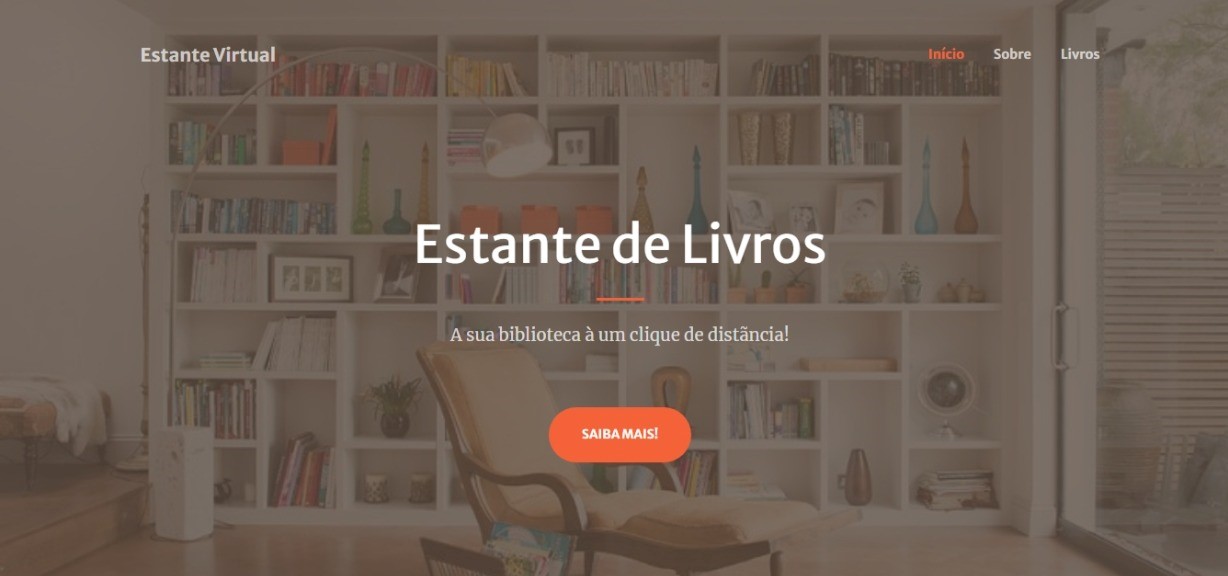 Estante Virtual
Início Sobre Livros
Estante de Livros
A sua biblioteca à um clique de distãncia!
SAIBA MAIS!